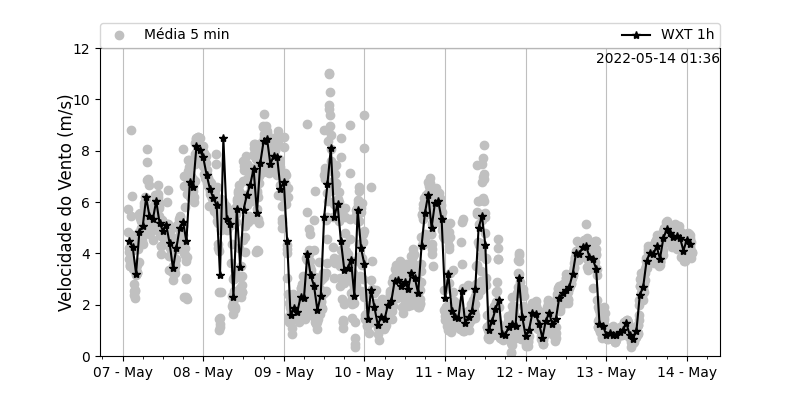 Média 5 min
WXT 1h
2022-05-14 01:36
Velocidade do Vento (m/s)
12
10
8
6
4
2
0
07 - May 08 - May 09 - May 10 - May 11 - May 12 - May 13 - May 14 - May